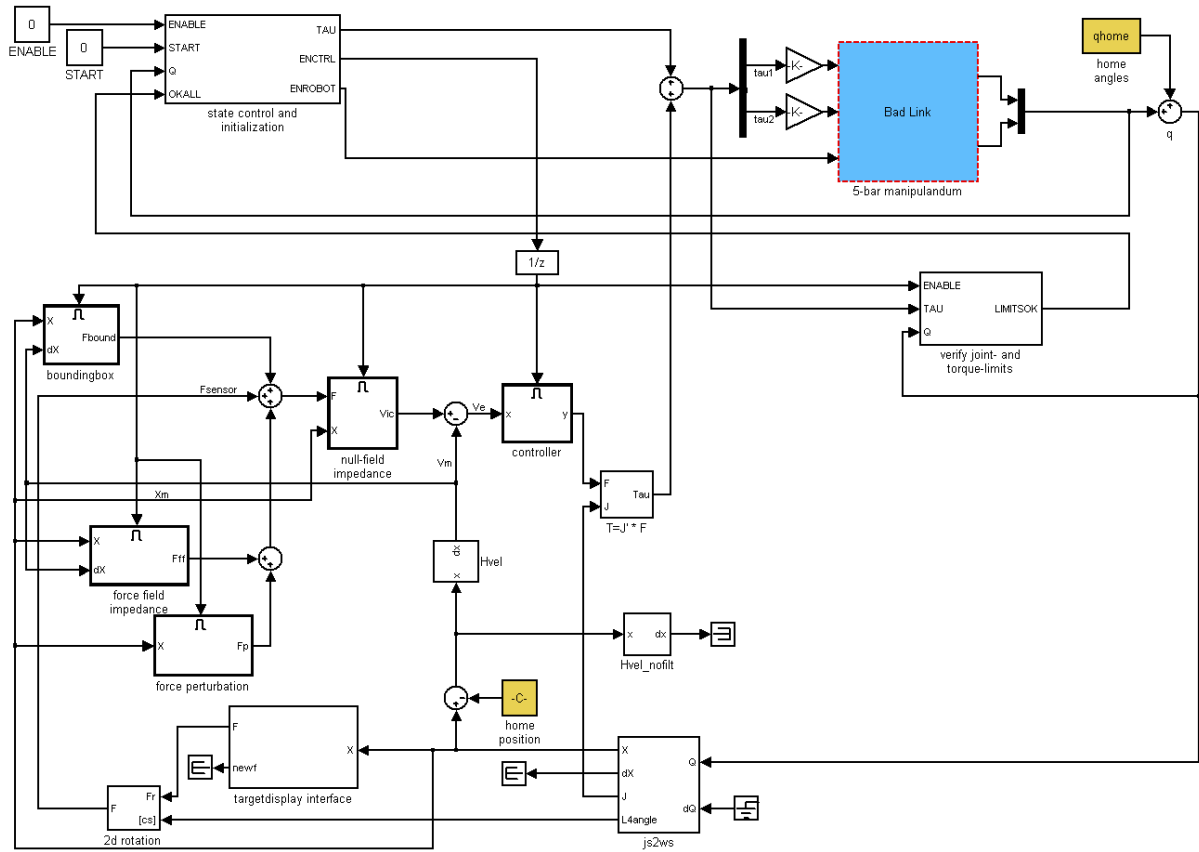 0
ENABLE
0
START
ENABLE
START
Q
OKALL
TAU
ENCTRL
ENROBOT
state control and
initialization
tau1
tau2
-K-
-K-
Bad Link
5-bar manipulandum
qhome
home
angles
q
1/z
ENABLE
TAU
Q
LIMITSOK
verify joint- and
torque-limits
X
dX
Fbound
boundingbox
Fsensor
F
X
Vic
null-field
impedance
Ve
Vm
x
y
controller
Xm
F
J
Tau
T=J' * F
X
dX
Fff
force field
impedance
dx
x
Hvel
X
Fp
force perturbation
x
dx
Hvel_nofilt
-C-
home
position
F
newf
X
targetdisplay interface
Fr
[cs]
F
2d rotation
X
dX
J
L4angle
Q
dQ
js2ws